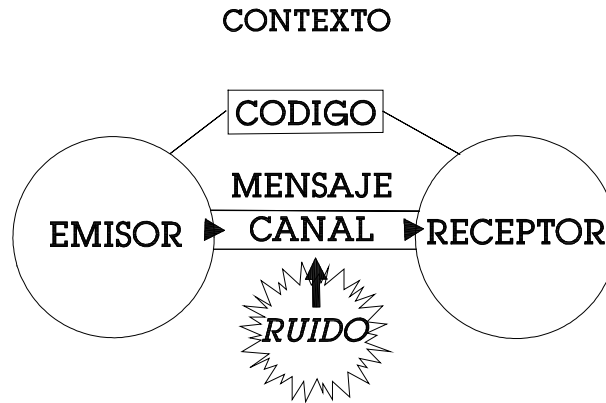 CONTEXTO
CODIGO
MENSAJE
EMISOR
CANAL
RECEPTOR
RUIDO